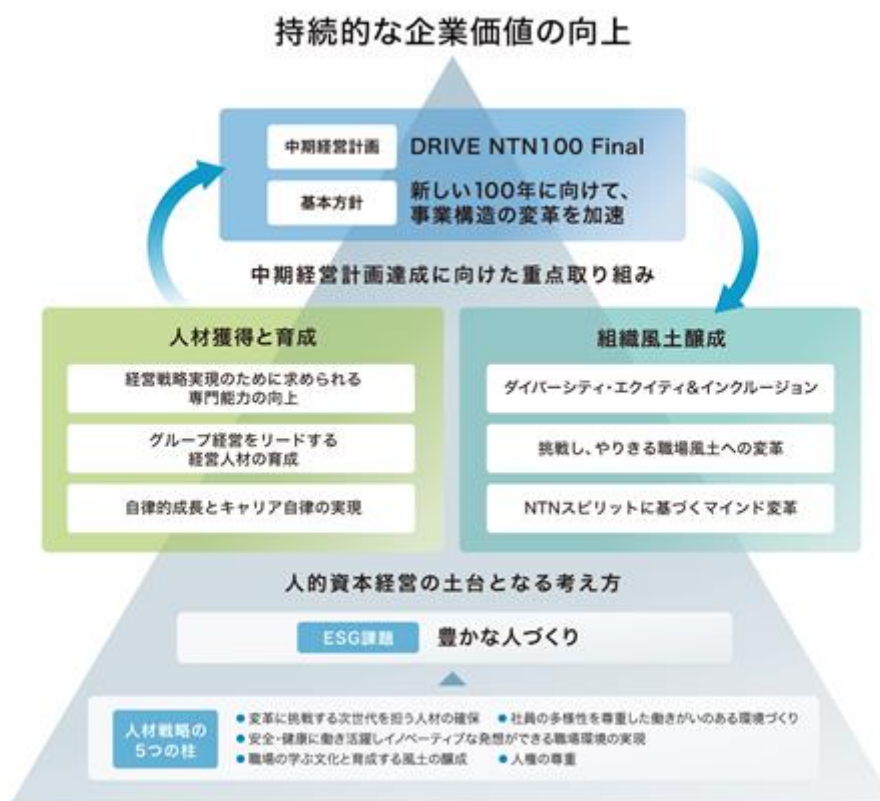 持続的な企業価値の向上
中期経営計画
DRIVE NTN100 Final
基本方針
新しい100年に向けて、
事業構造の変革を加速
中期経営計画達成に向けた重点取り組み
人材獲得と育成
経営戦略実現のために求められる
専門能力の向上
グループ経営をリードする
経営人材の育成
自律的成長とキャリア自律の実現
組織風土醸成
ダイバーシティ・エクイティ&インクルージョン
挑戦し、やりきる職場風土への変革
NTNスピリットに基づくマインド変革
人的資本経営の土台となる考え方
ESG課題
豊かな人づくり
人材戦略の
5つの柱
● 変革に挑戦する次世代を担う人材の確保
● 社員の多様性を尊重した働きがいのある環境づくり
● 安全・健康に働き活躍しイノベーティブな発想ができる職場環境の実現
● 職場の学ぶ文化と育成する風土の醸成
● 人権の尊重